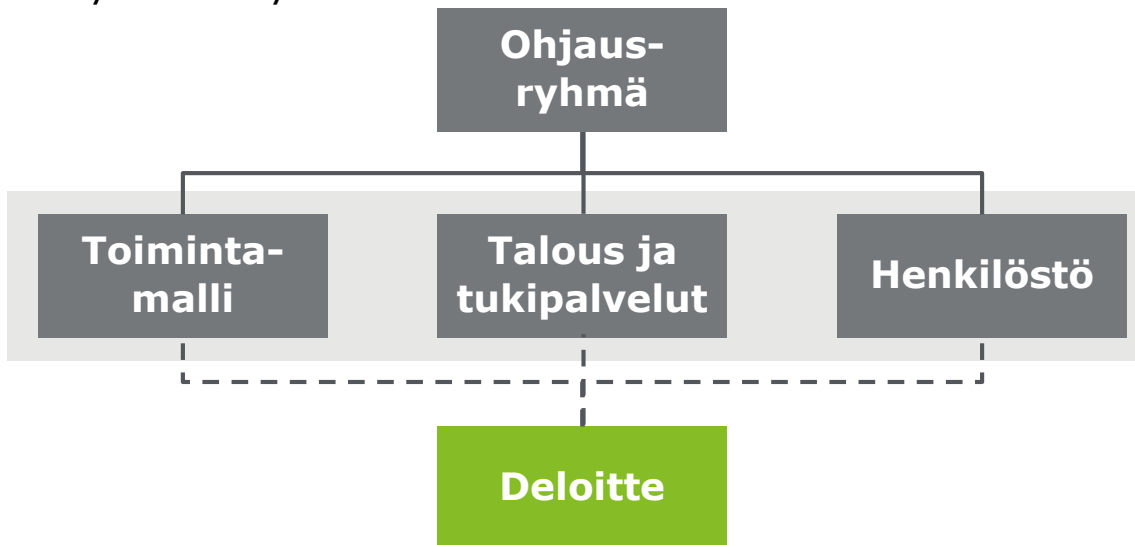 Ohjaus-
ryhmä
Toiminta-
malli
Talous ja
tukipalvelut
Henkilöstö
Deloitte